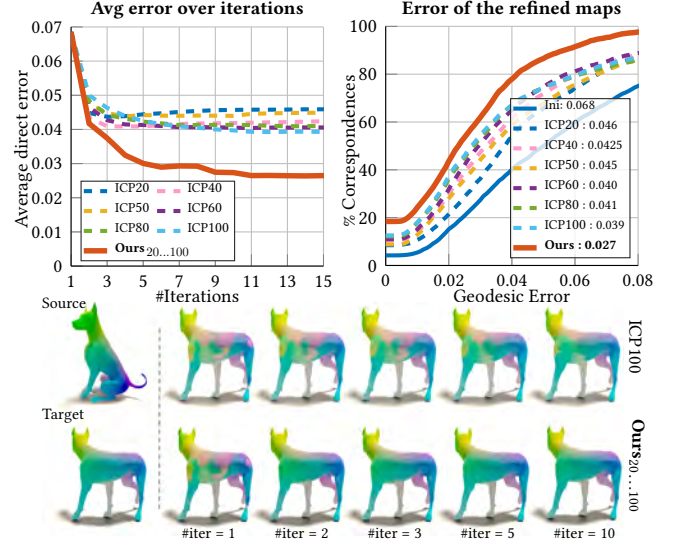 Avg error over iterations
Average direct error
0.07
0.06
0.05
0.04
0.03
0.02
0.01
0
1 3 5 7 9 11 13 15
#Iterations
ICP20 ICP40
ICP50 ICP60
ICP80 ICP100
Ours20...100
Error of the refined maps
% Correspondences
100
80
60
40
20
0
0 0.02 0.04 0.06 0.08
Geodesic Error
Ini: 0.068
ICP20 : 0.046
ICP40 : 0.0425
ICP50 : 0.045
ICP60 : 0.040
ICP80 : 0.041
ICP100 : 0.039
Ours : 0.027
Source
ICP 100
Target
Ours20...100
#iter = 1 #iter = 2 #iter = 3 #iter = 5 #iter = 10